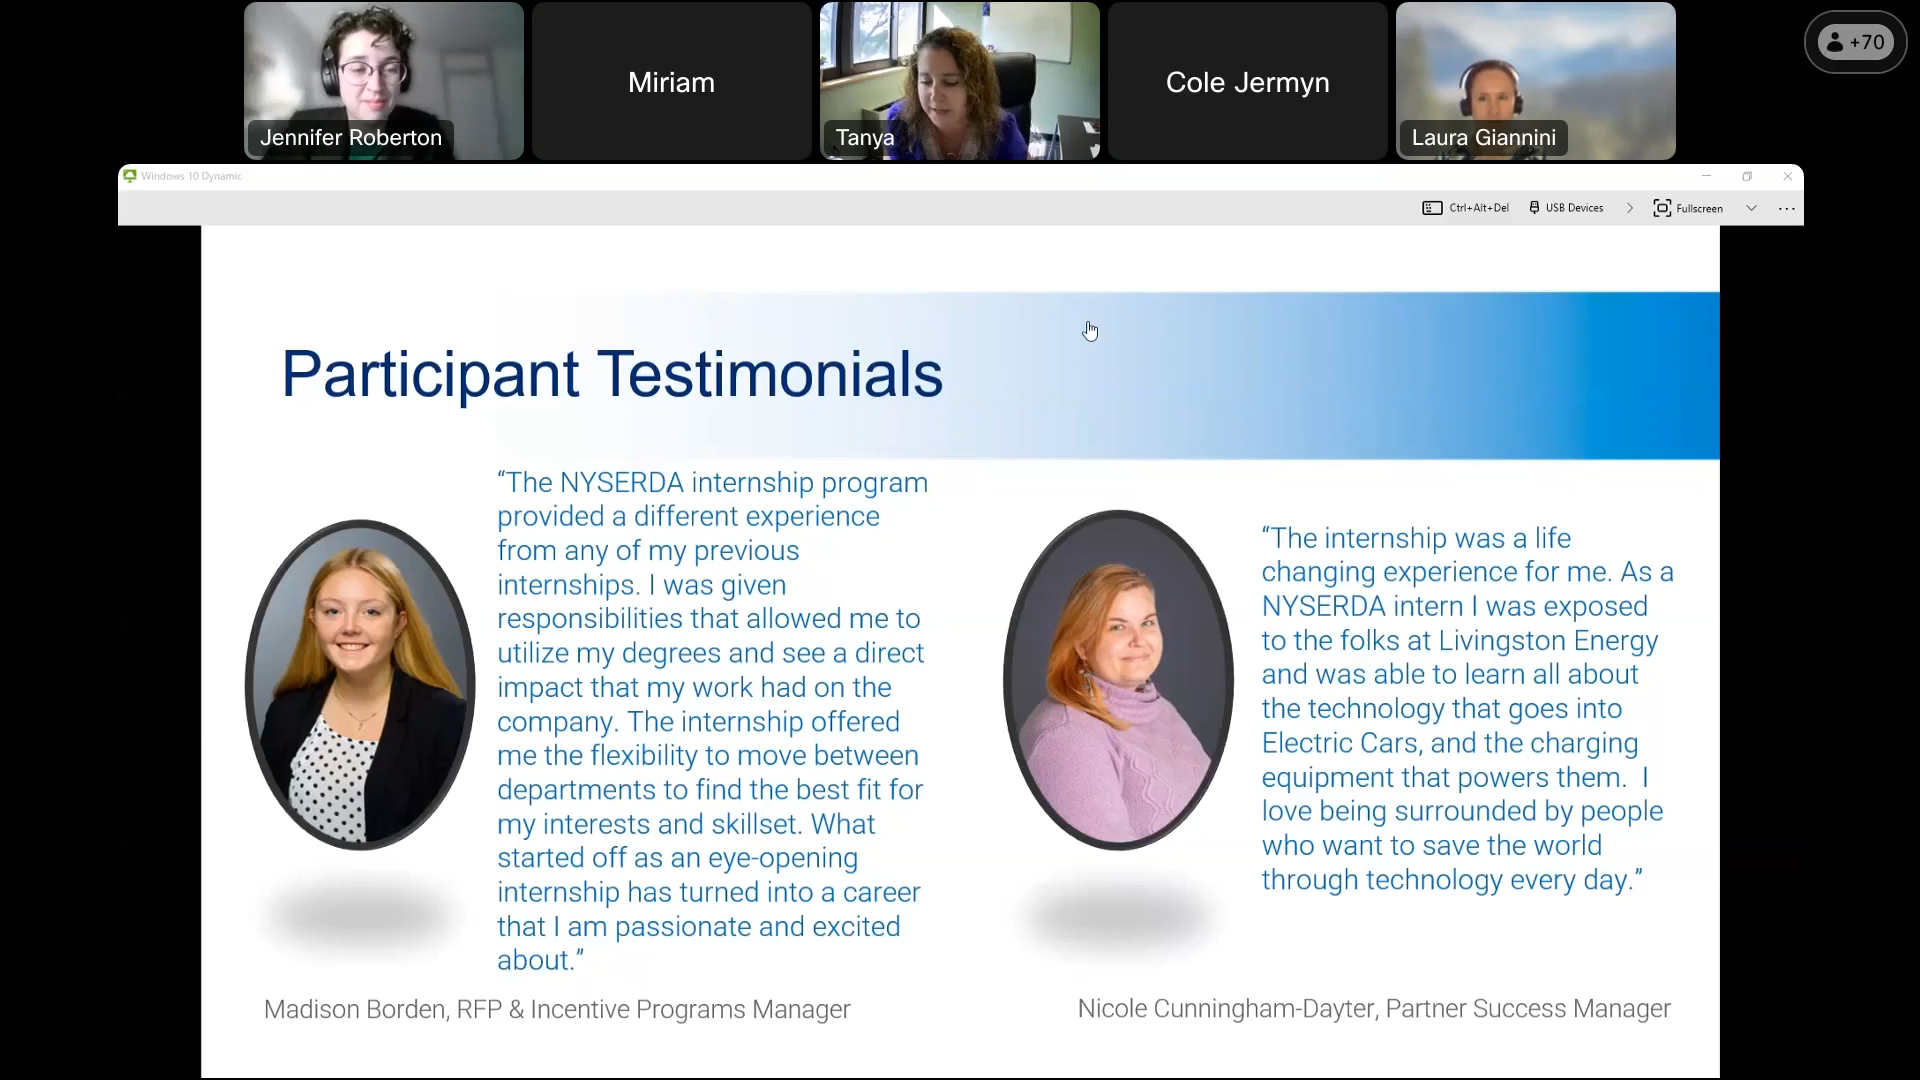 Jennifer Roberton
Miriam
Tanya
Cole Jermyn
Laura Giannini
+70
Windows 10 Dynamic
Ctrl+Alt+Del
USB Devices
Fullscreen
Participant Testimonials
“The NYSERDA internship program
provided a different experience
from any of my previous
internships. I was given
responsibilities that allowed me to
utilize my degrees and see a direct
impact that my work had on the
company. The internship offered
me the flexibility to move between
departments to find the best fit for
my interests and skillset. What
started off as an eye-opening
internship has turned into a career
that I am passionate and excited
about.”
Madison Borden, RFP & Incentive Programs Manager
“The internship was a life
changing experience for me. As a
NYSERDA intern I was exposed
to the folks at Livingston Energy
and was able to learn all about
the technology that goes into
Electric Cars, and the charging
equipment that powers them.  I
love being surrounded by people
who want to save the world
through technology every day.”
Nicole Cunningham-Dayter, Partner Success Manager